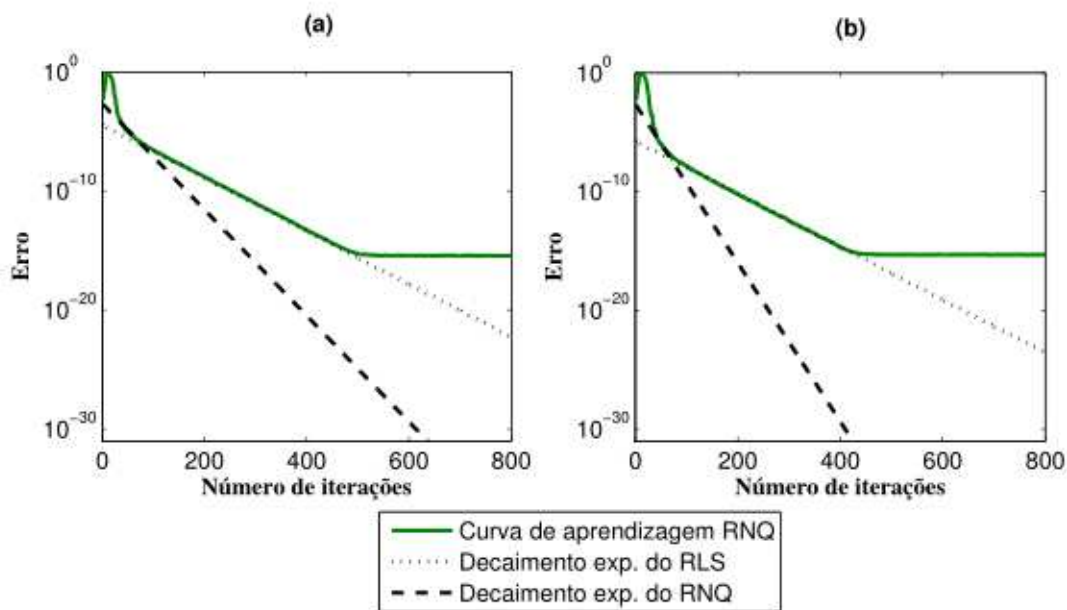 (a)
(b)
10^0
10^-10
10^-20
10^-30
Erro
0 200 400 600 800
Número de iterações
10^0
10^-10
10^-20
10^-30
Erro
0 200 400 600 800
Número de iterações
Curva de aprendizagem RNQ
Decaimento exp. do RLS
Decaimento exp. do RNQ